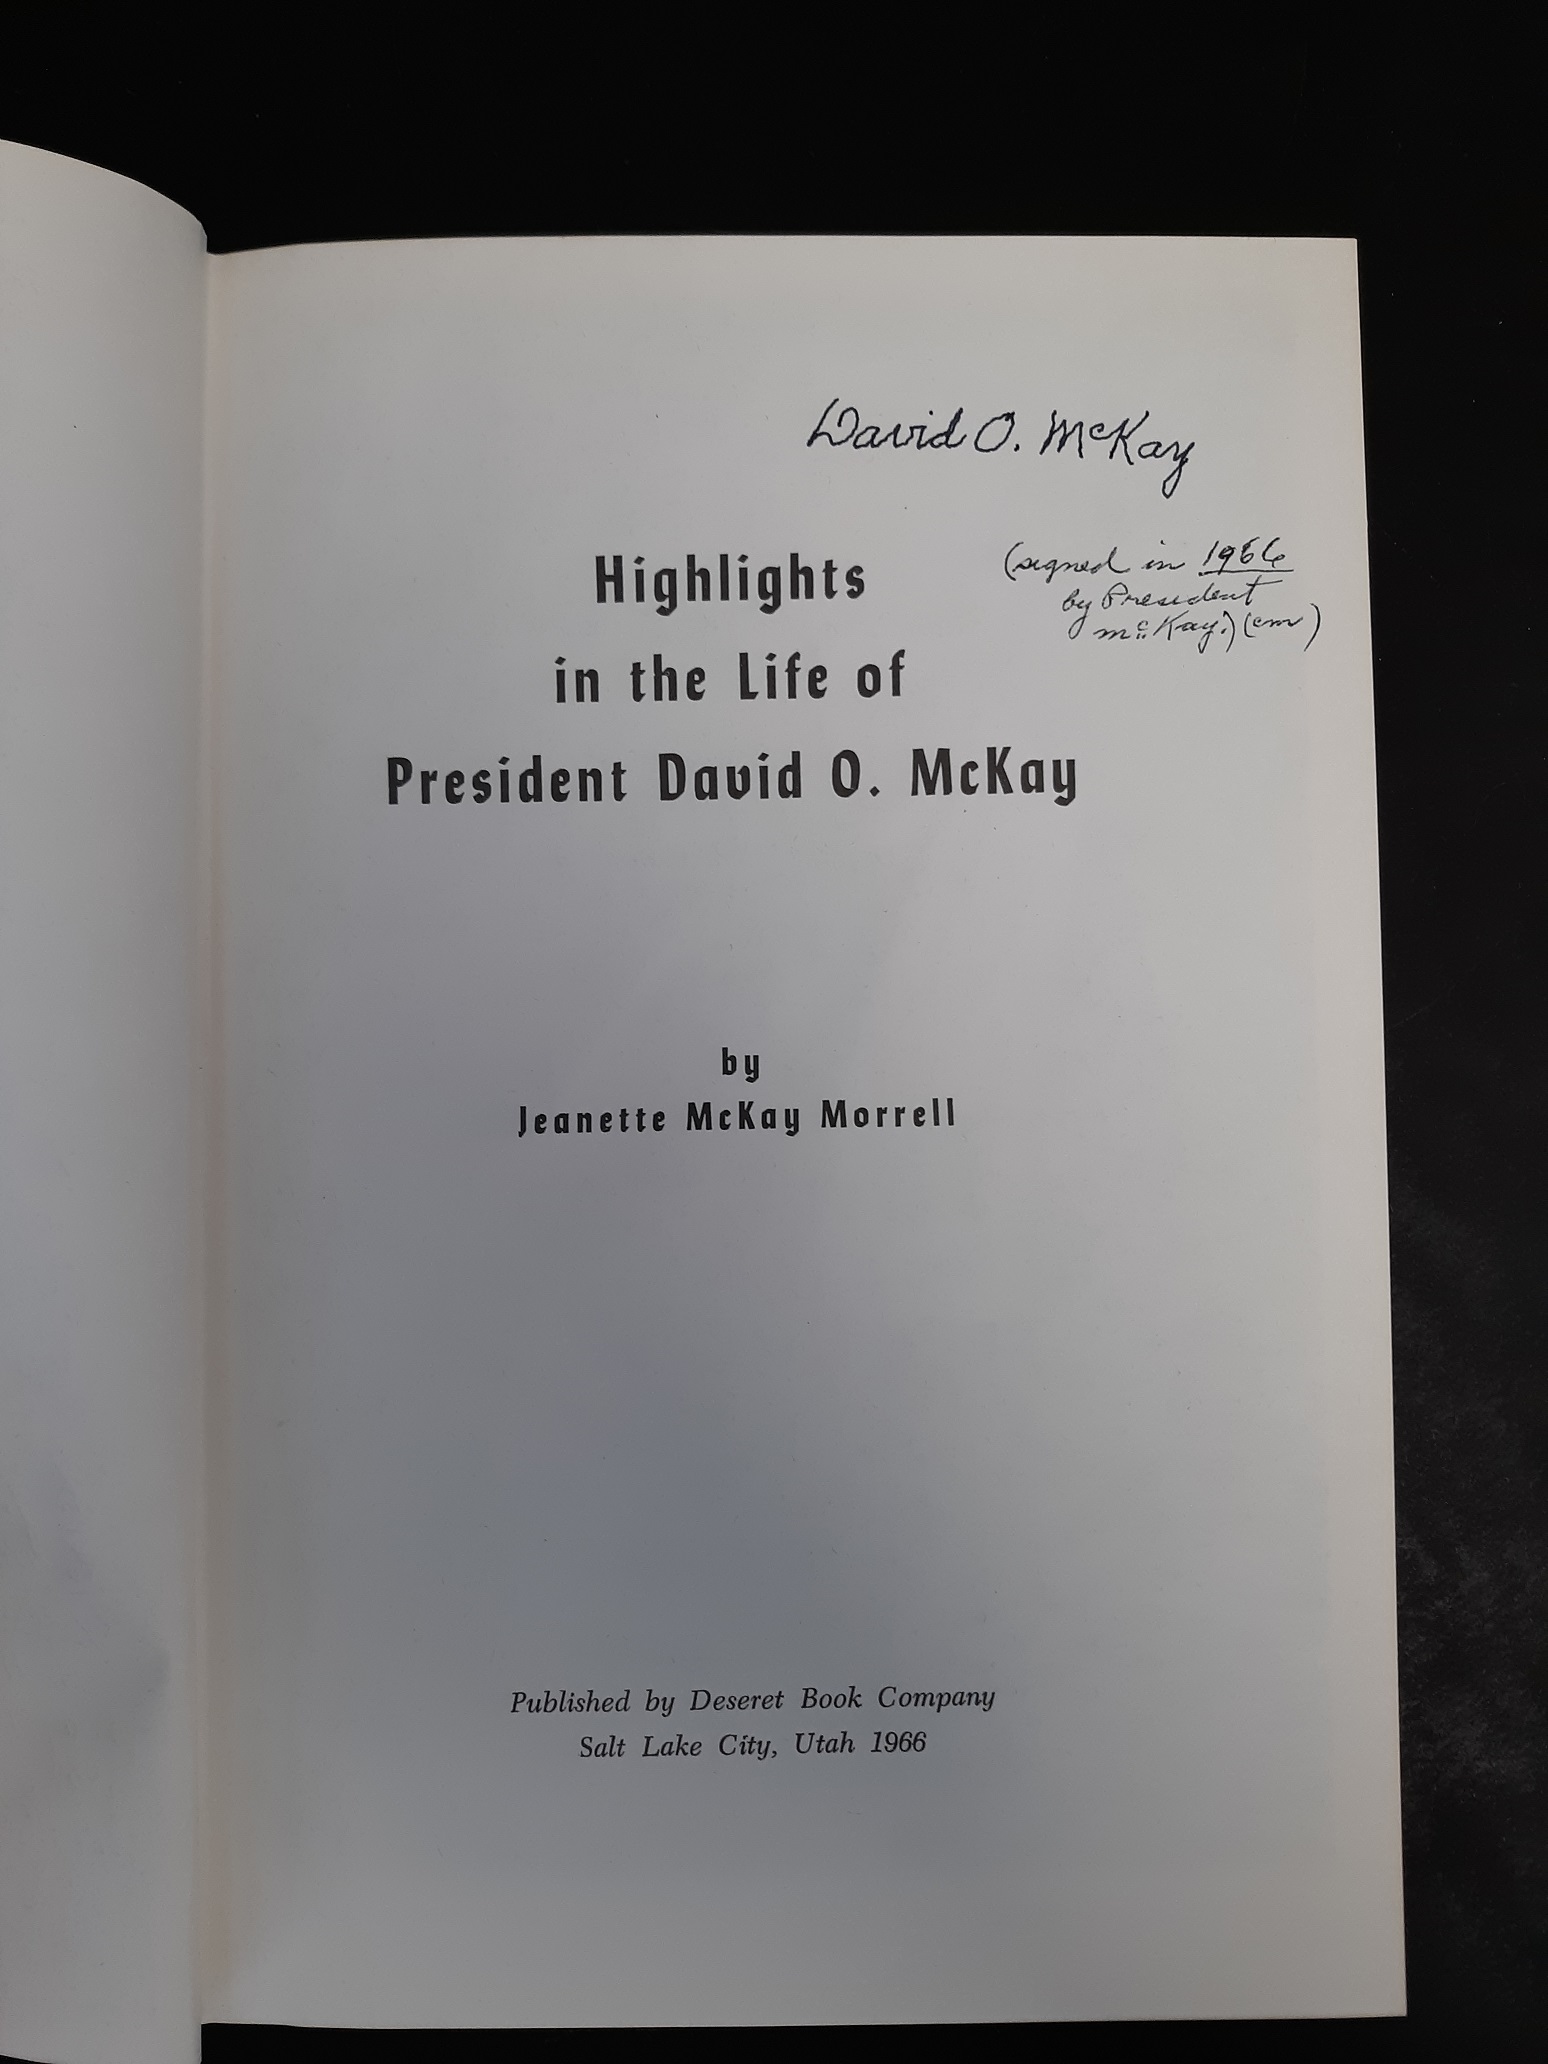 David O. McKay
(signed in 1966
by President
McKay.) (cm)
Highlights
in the Life of
President David O. McKay
by
Jeanette McKay Morrell
Published by Deseret Book Company
Salt Lake City, Utah 1966